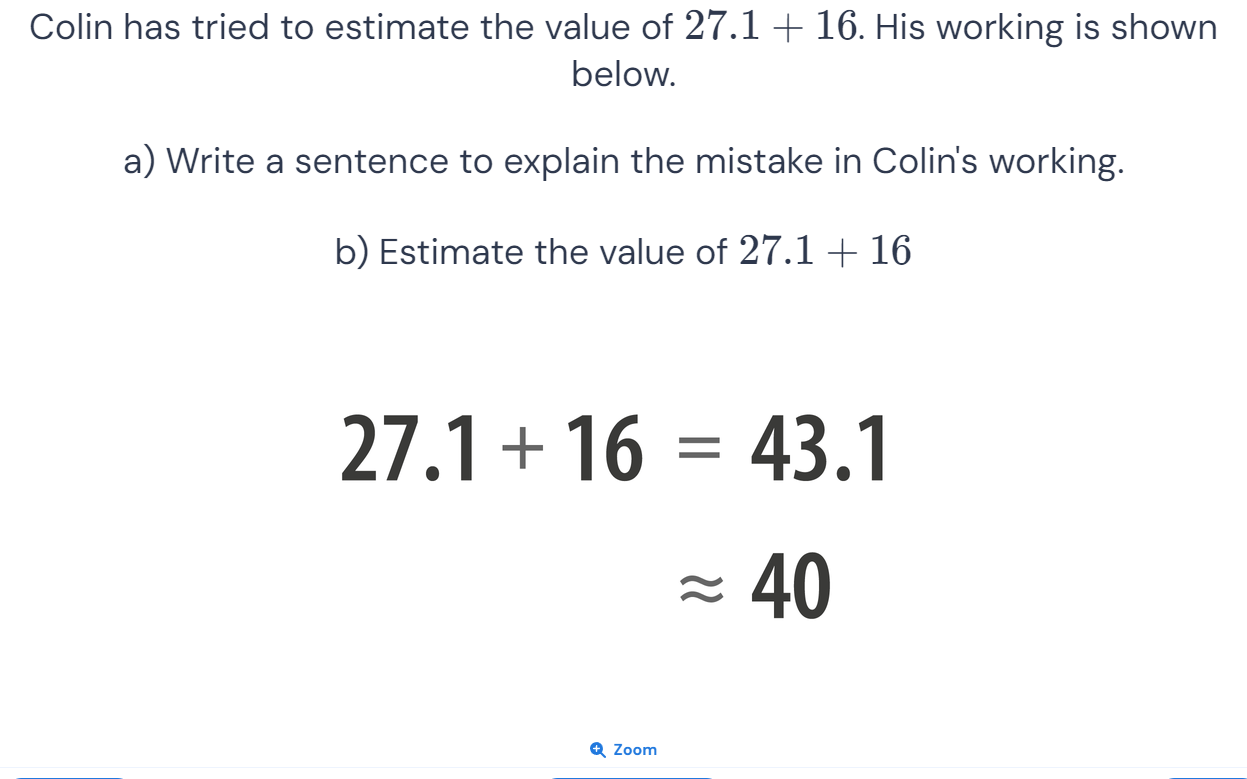 Colin has tried to estimate the value of 27.1 + 16. His working is shown
below.
a) Write a sentence to explain the mistake in Colin's working.
b) Estimate the value of 27.1 + 16
27.1 + 16 = 43.1
≈ 40
Zoom